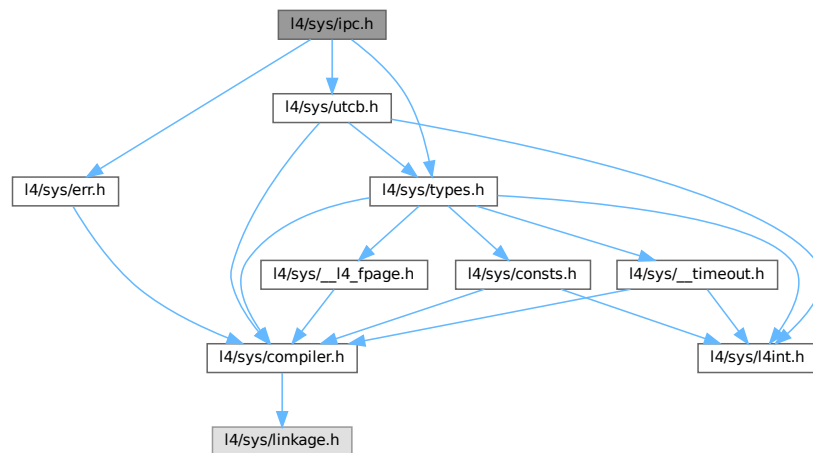 l4/sys/ipc.h
l4/sys/utcb.h
l4/sys/err.h
l4/sys/types.h
l4/sys/__l4_fpage.h
l4/sys/consts.h
l4/sys/__timeout.h
l4/sys/compiler.h
l4/sys/l4int.h
l4/sys/linkage.h